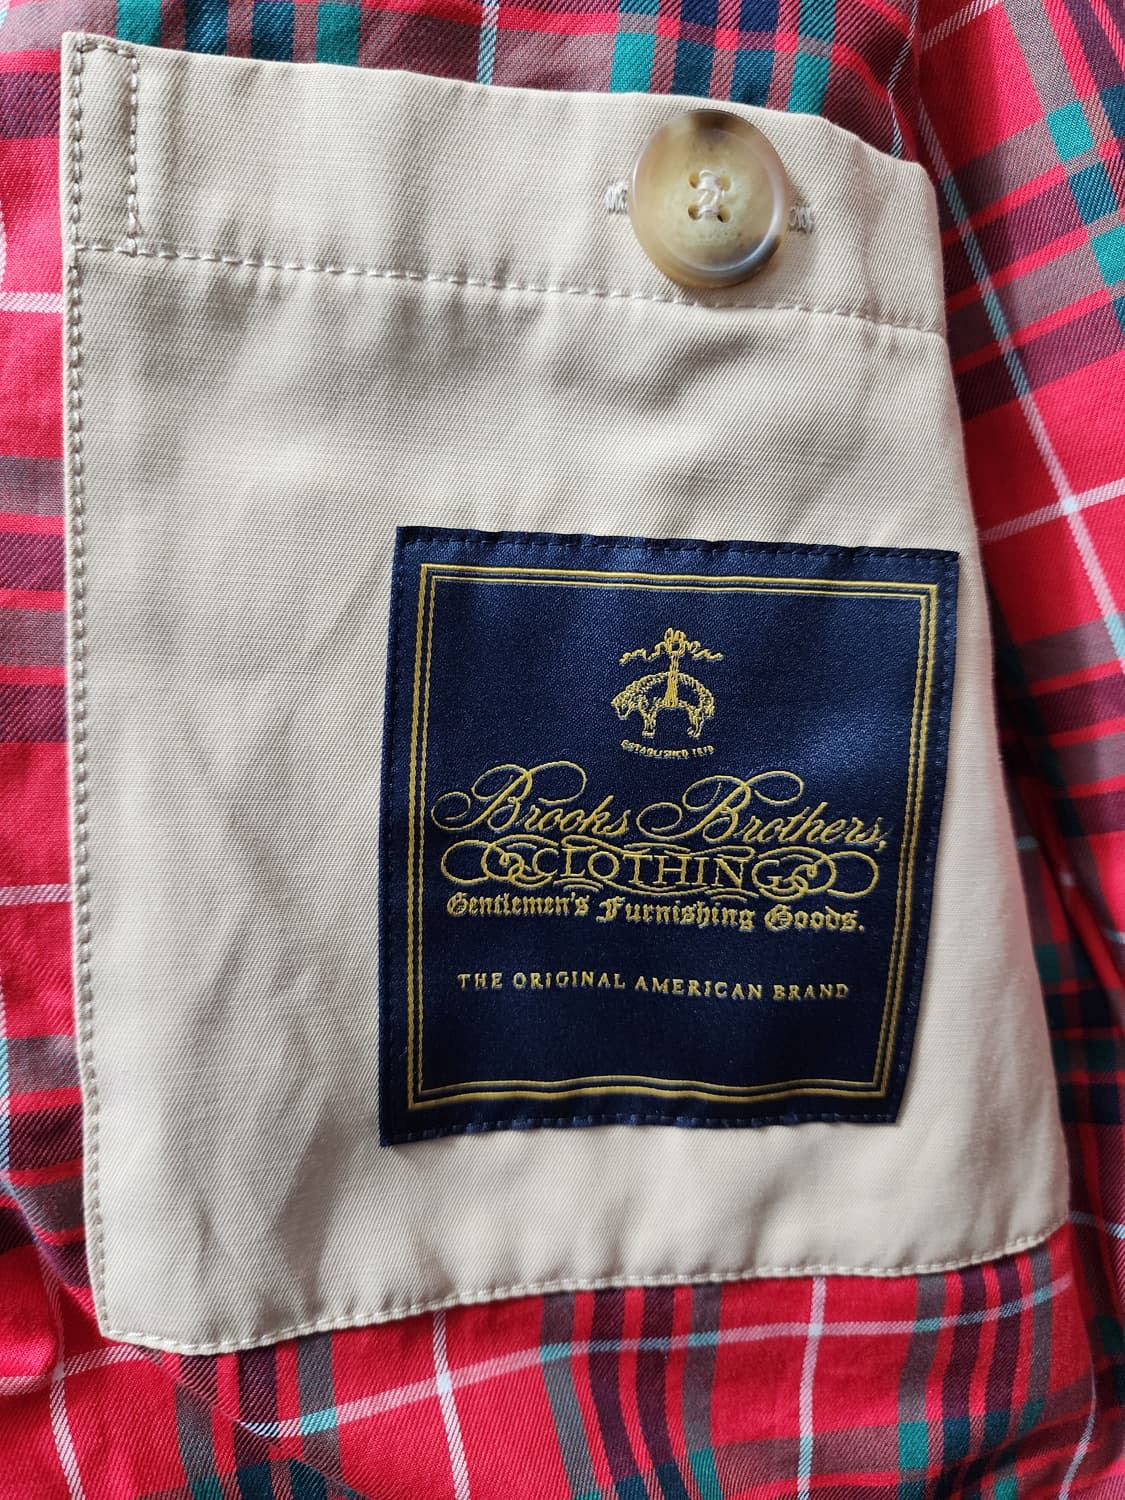 ESTABLISHED 1818
Brooks Brothers,
CLOTHING
Gentlemen's Furnishing Goods.
THE ORIGINAL AMERICAN BRAND